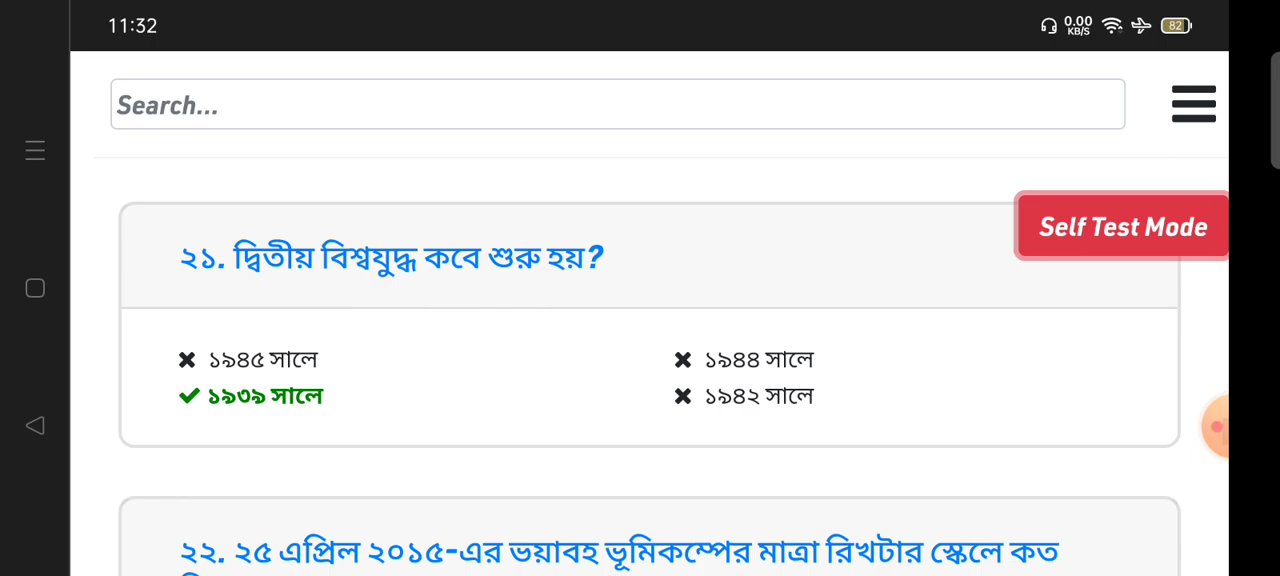 11:32
0.00
KB/S
82
Search...
Self Test Mode
২১. দ্বিতীয় বিশ্বযুদ্ধ কবে শুরু হয়?
১৯৪৫ সালে
১৯৪৪ সালে
১৯৩৯ সালে
১৯৪২ সালে
২২. ২৫ এপ্রিল ২০১৫-এর ভয়াবহ ভূমিকম্পের মাত্রা রিখটার স্কেলে কত